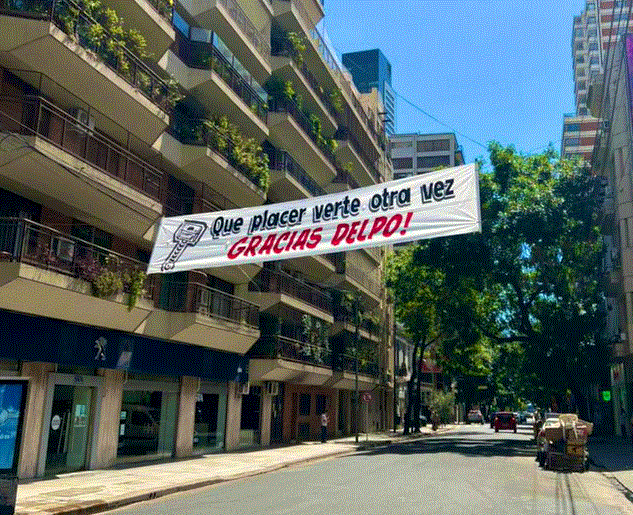 Que placer verte otra vez
GRACIAS DELPO!